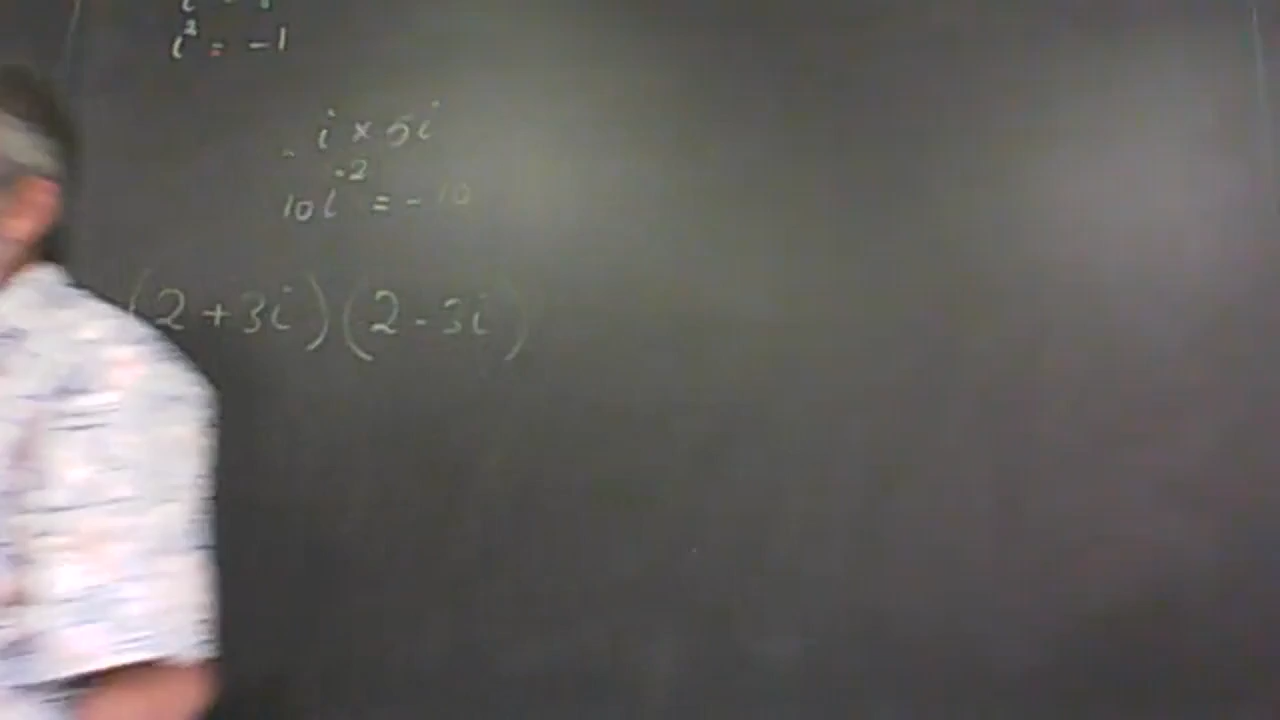 i² = -1
i × 5i
10i² = -10
(2 + 3i)(2 - 3i)